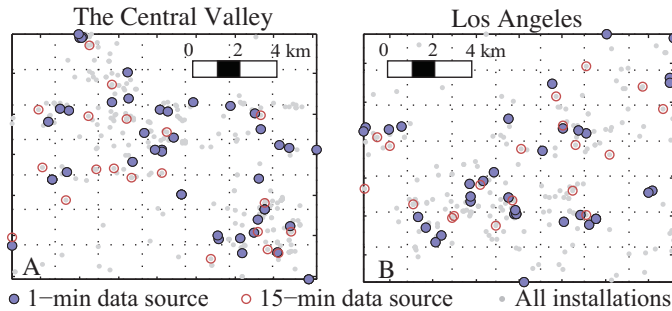 The Central Valley
Los Angeles
0 2 4 km
0 2 4 km
A
B
1−min data source 15−min data source All installations